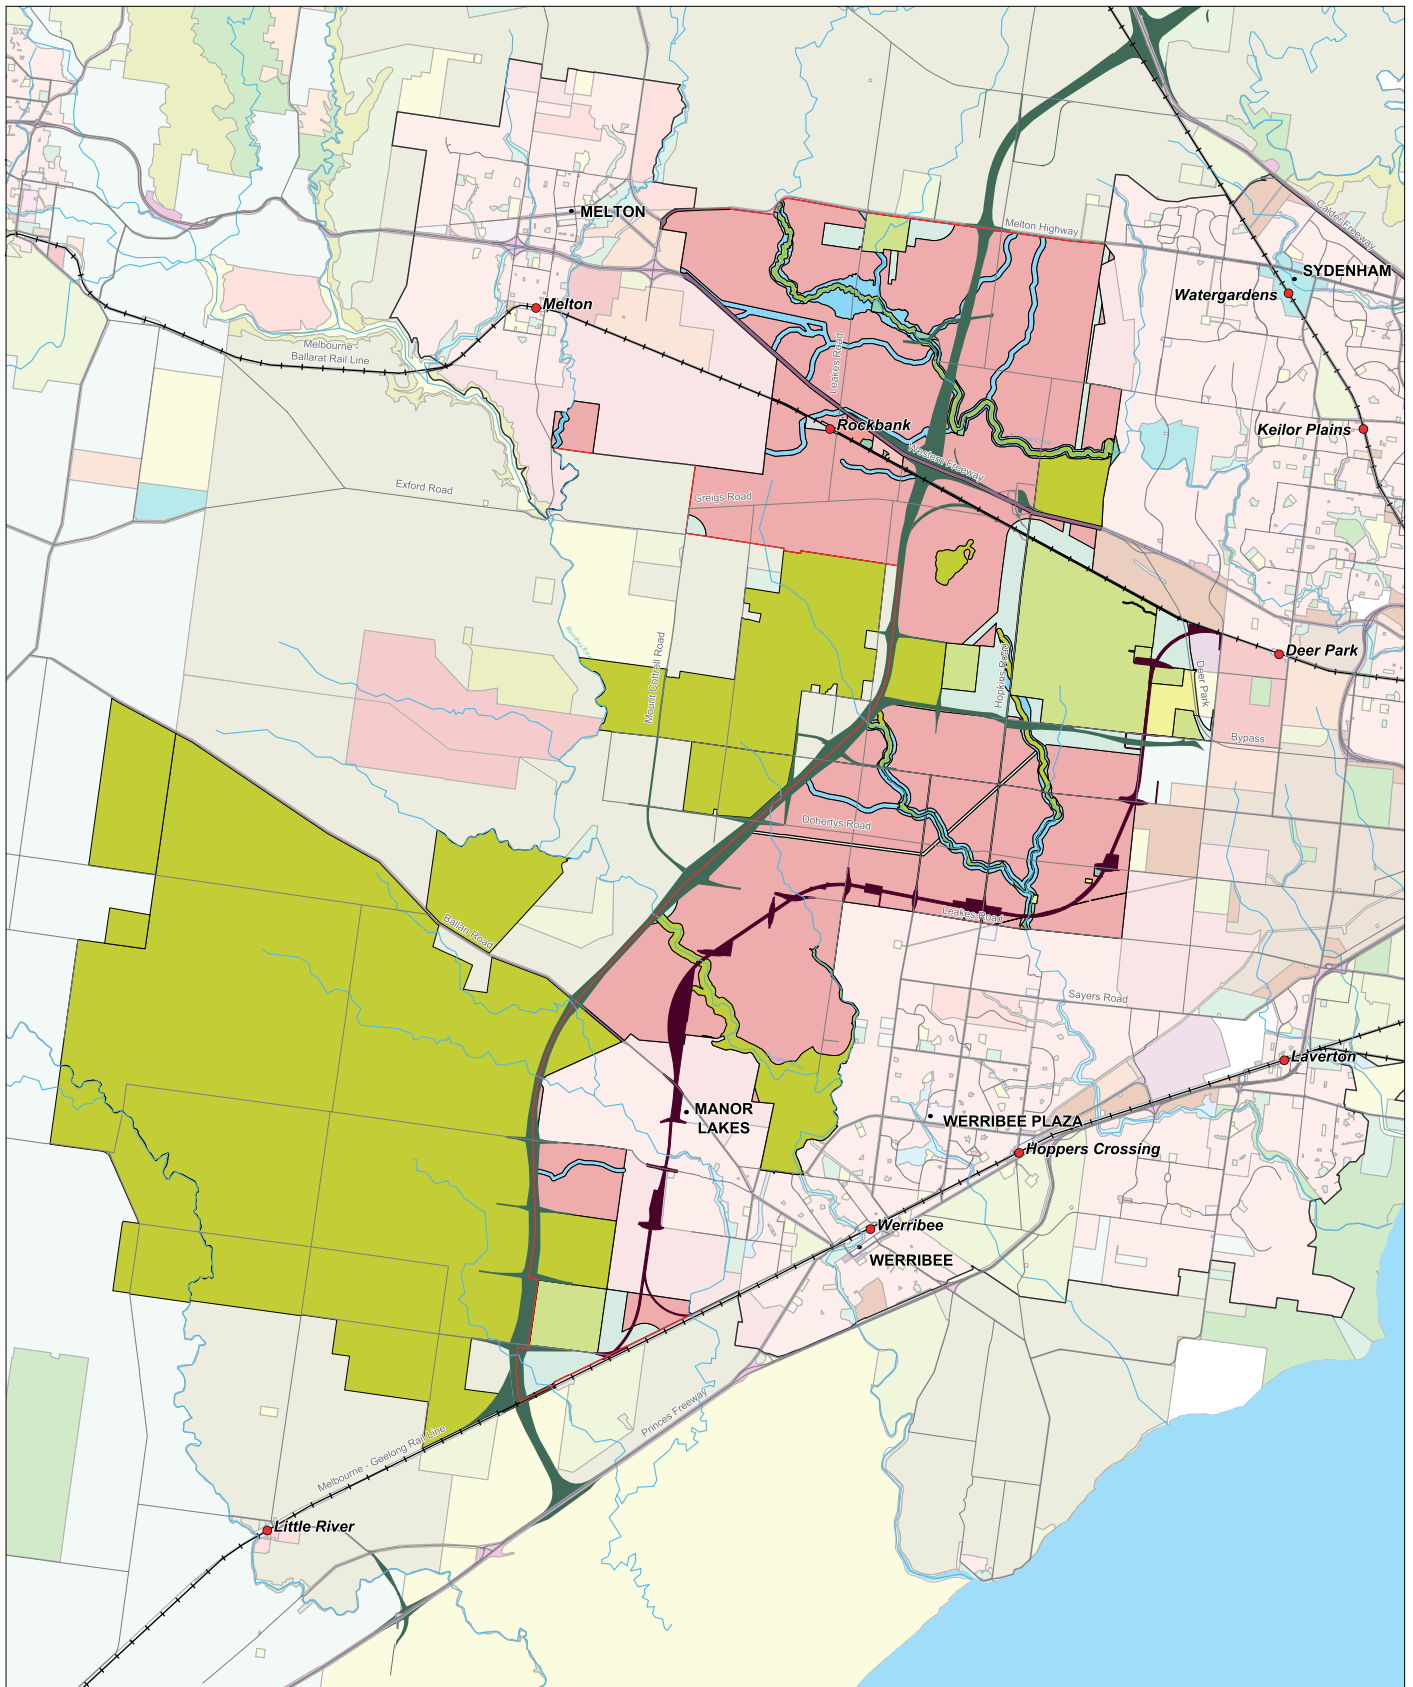 MELTON
Melton Highway
Calder Freeway
SYDENHAM
Watergardens
Melton
Melbourne -
Ballarat Rail Line
Leakes Road
Rockbank
Keilor Plains
Western Freeway
Exford Road
Greigs Road
Werribee River
Mount Cottrell Road
Hopkins Road
Deer Park
Deer Park
Bypass
Dohertys Road
Ballan Road
Leakes Road
Sayers Road
Laverton
MANOR
LAKES
WERRIBEE PLAZA
Hoppers Crossing
Werribee
WERRIBEE
Princes Freeway
Melbourne - Geelong Rail Line
Little River